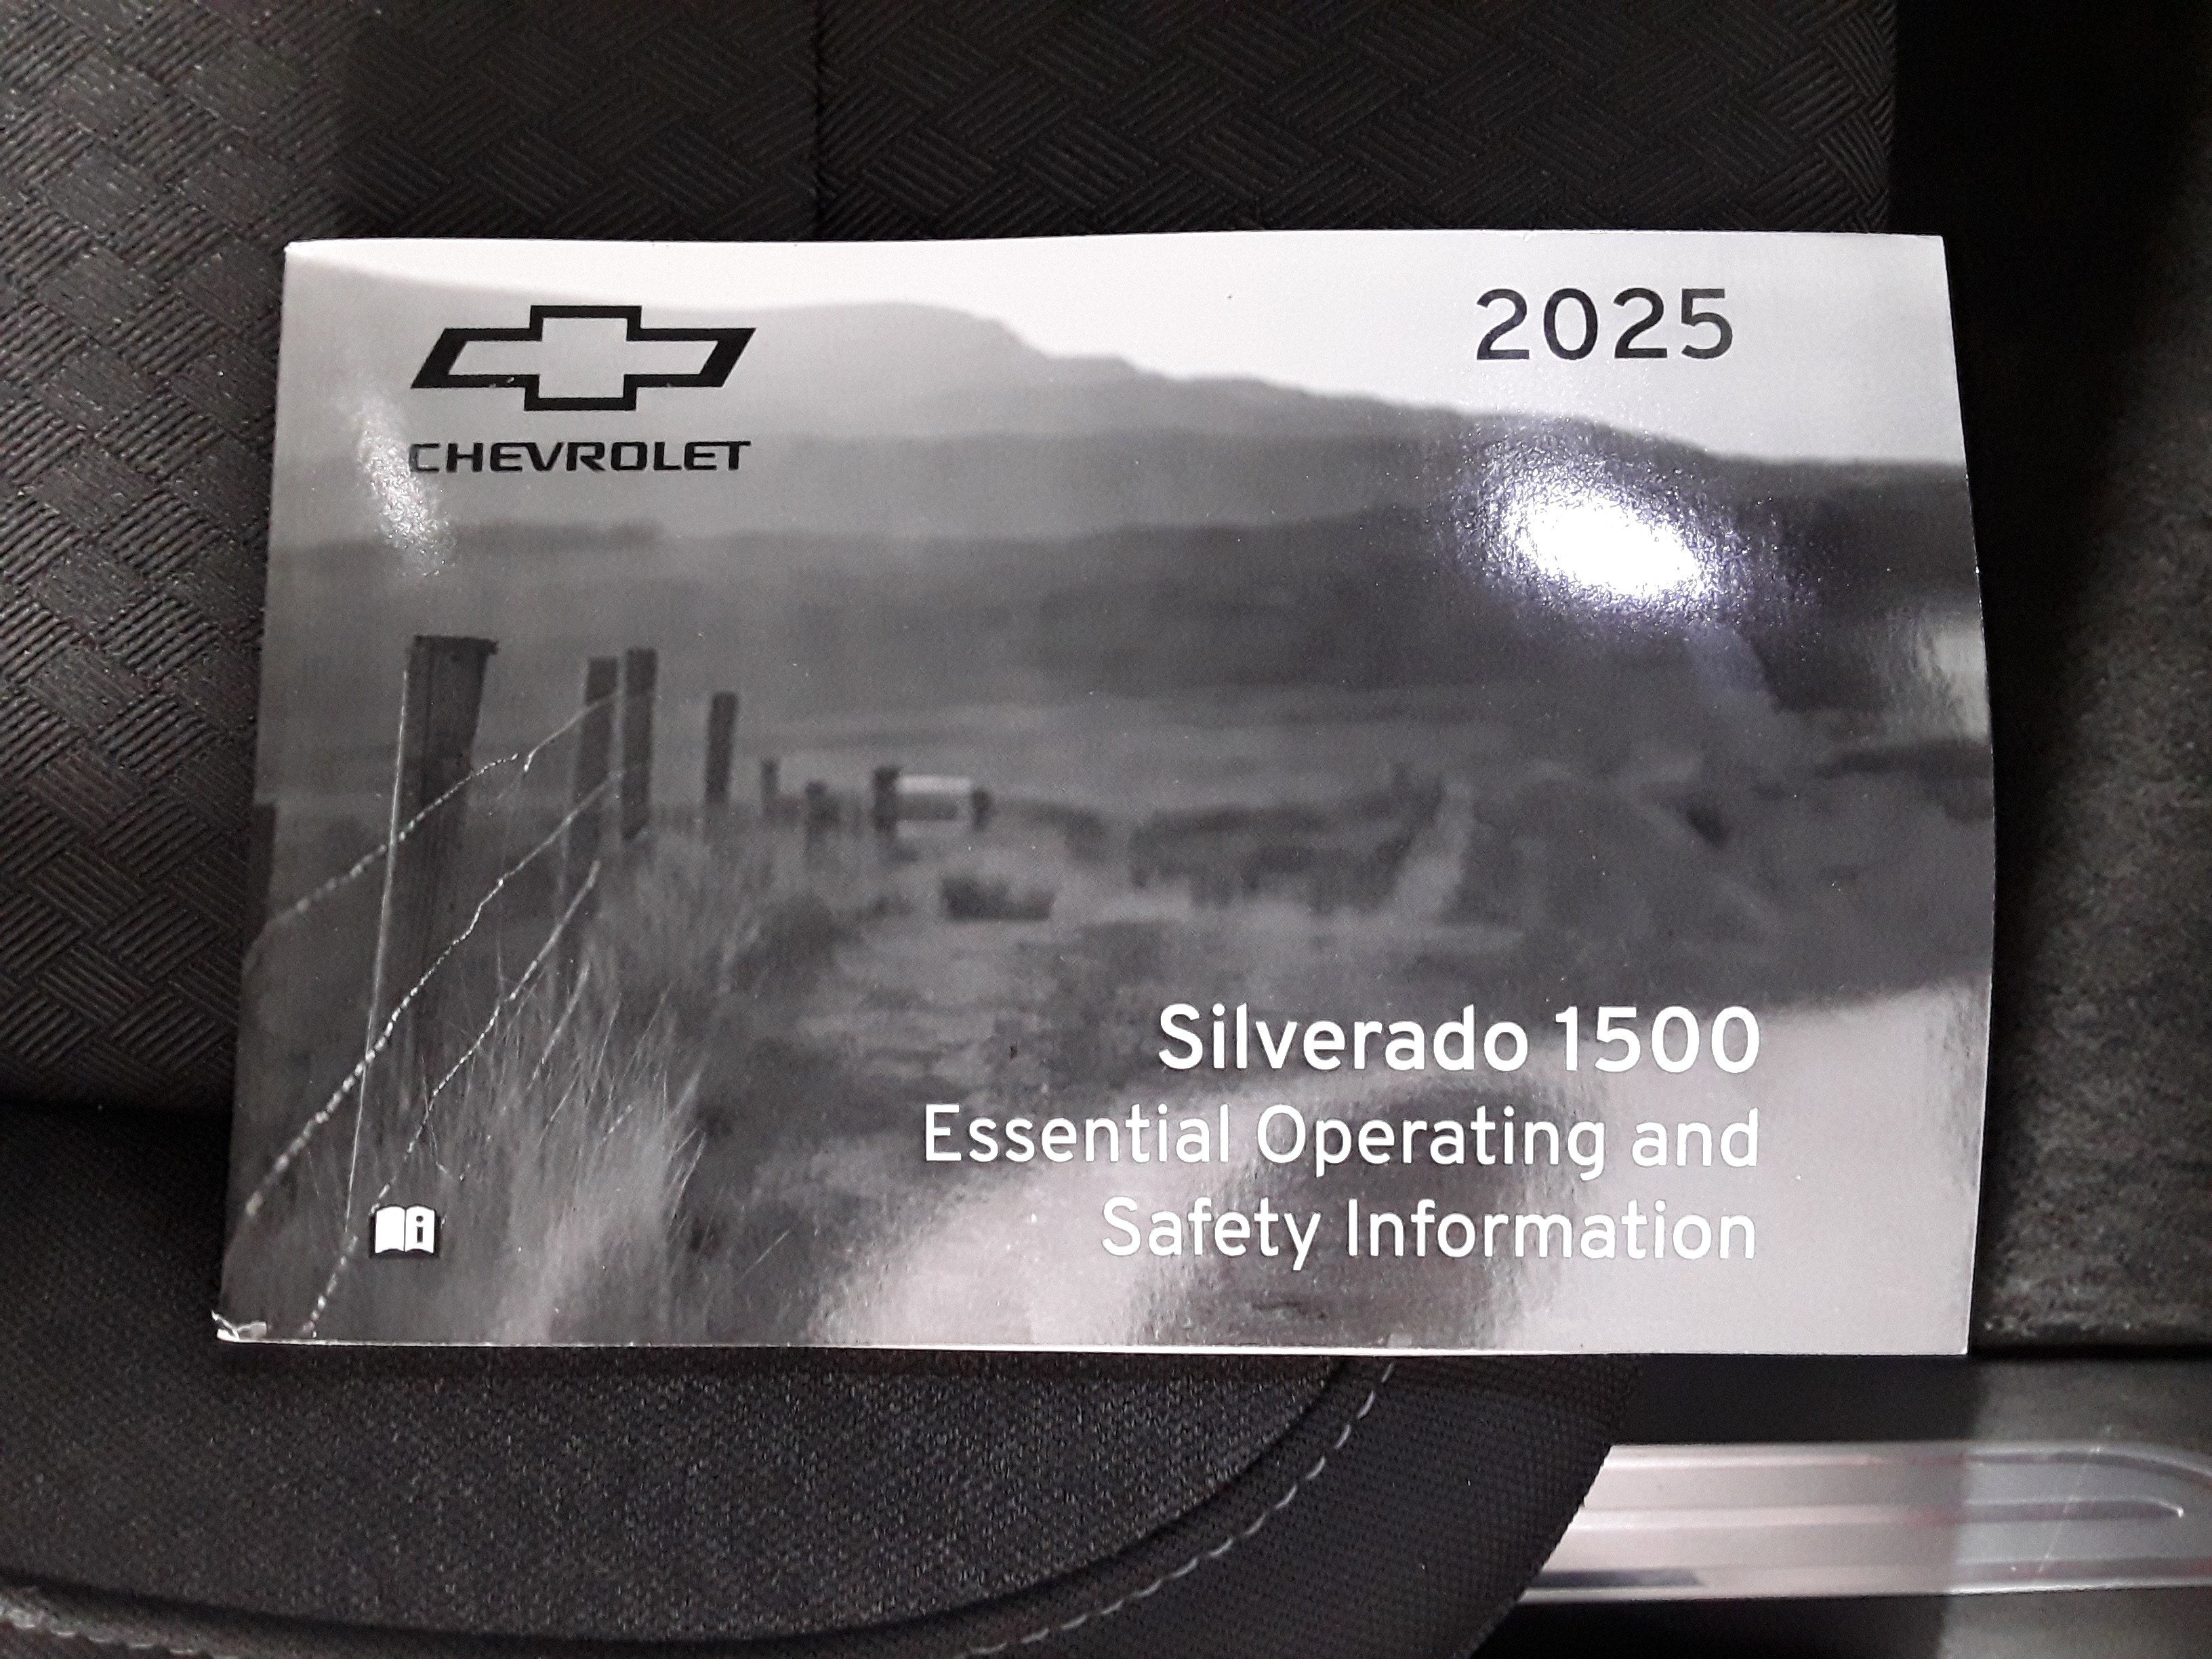 CHEVROLET
2025
Silverado 1500
Essential Operating and
Safety Information